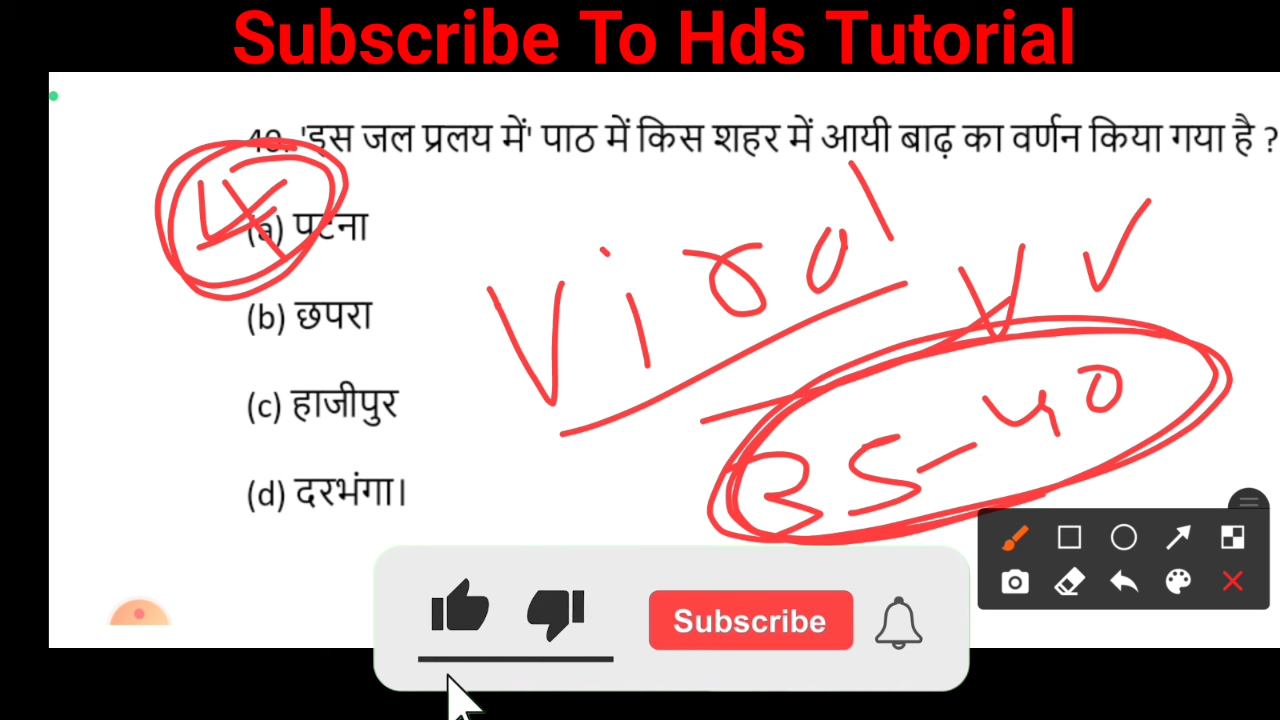 Subscribe To Hds Tutorial
49. 'इस जल प्रलय में' पाठ में किस शहर में आयी बाढ़ का वर्णन किया गया है ?
(a) पटना
(b) छपरा
(c) हाजीपुर
(d) दरभंगा।
Viral
35-40
Subscribe